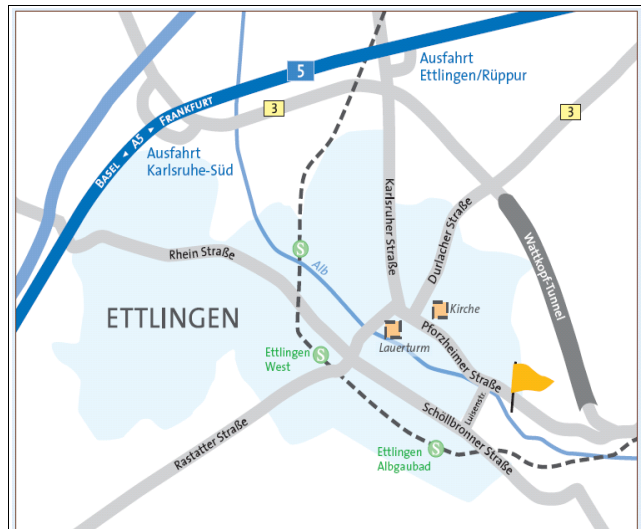 5
Ausfahrt
Ettlingen/Rüppur
3
3
BASEL ◄ A5 ► FRANKFURT
Ausfahrt
Karlsruhe-Süd
Karlsruher Straße
Durlacher Straße
Wattkopf-Tunnel
Rhein Straße
S
Alb
ETTLINGEN
Kirche
Lauerturm
Pforzheimer Straße
Ettlingen
West
S
Luisenstr.
Schöllbronner Straße
Rastatter Straße
Ettlingen
Albgaubad
S